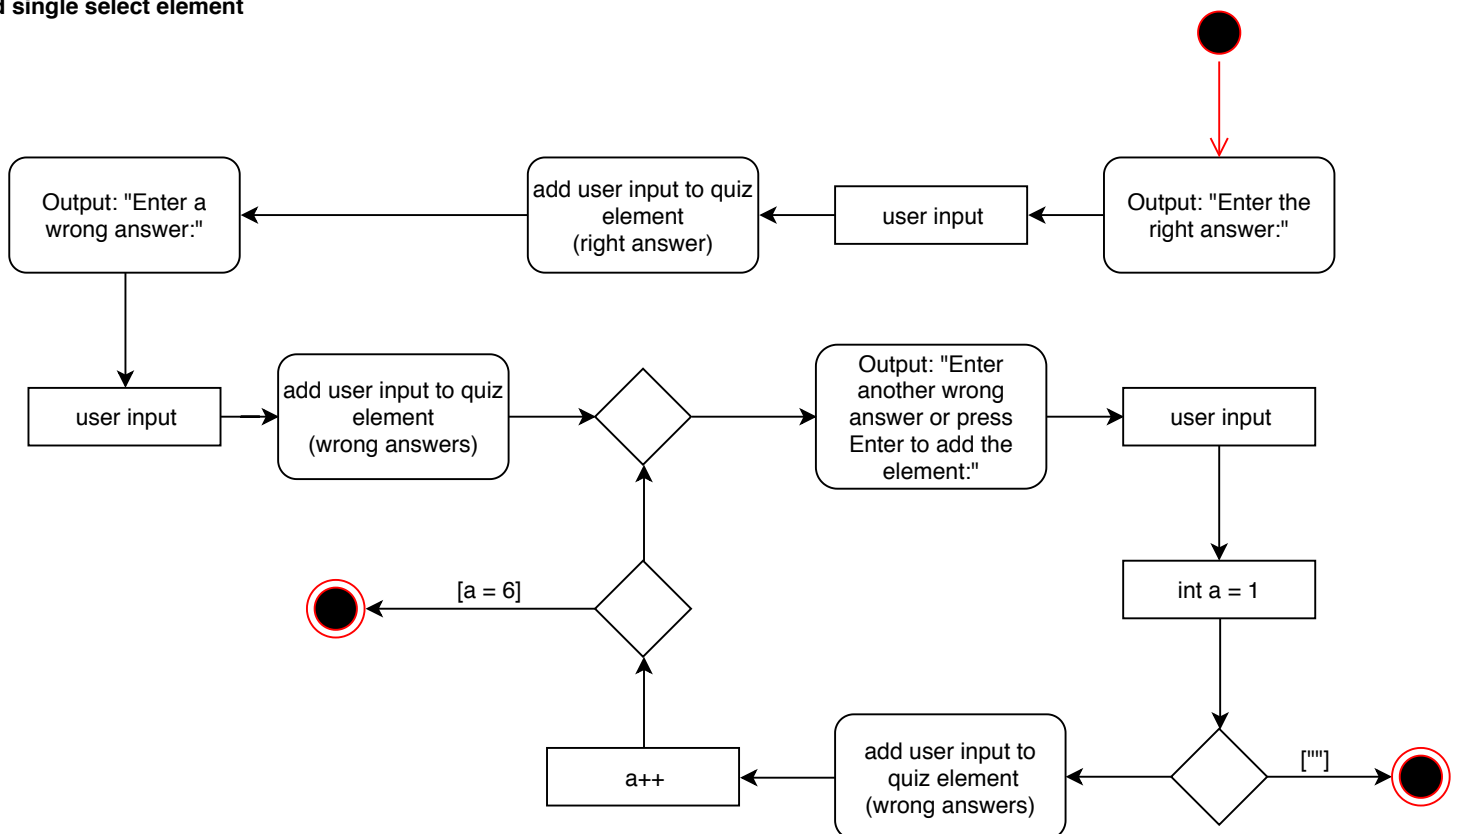 single select element
Output: "Enter the
right answer:"
user input
add user input to quiz
element
(right answer)
Output: "Enter a
wrong answer:"
user input
add user input to quiz
element
(wrong answers)
Output: "Enter
another wrong
answer or press
Enter to add the
element:"
user input
int a = 1
[""]
add user input to
quiz element
(wrong answers)
a++
[a = 6]